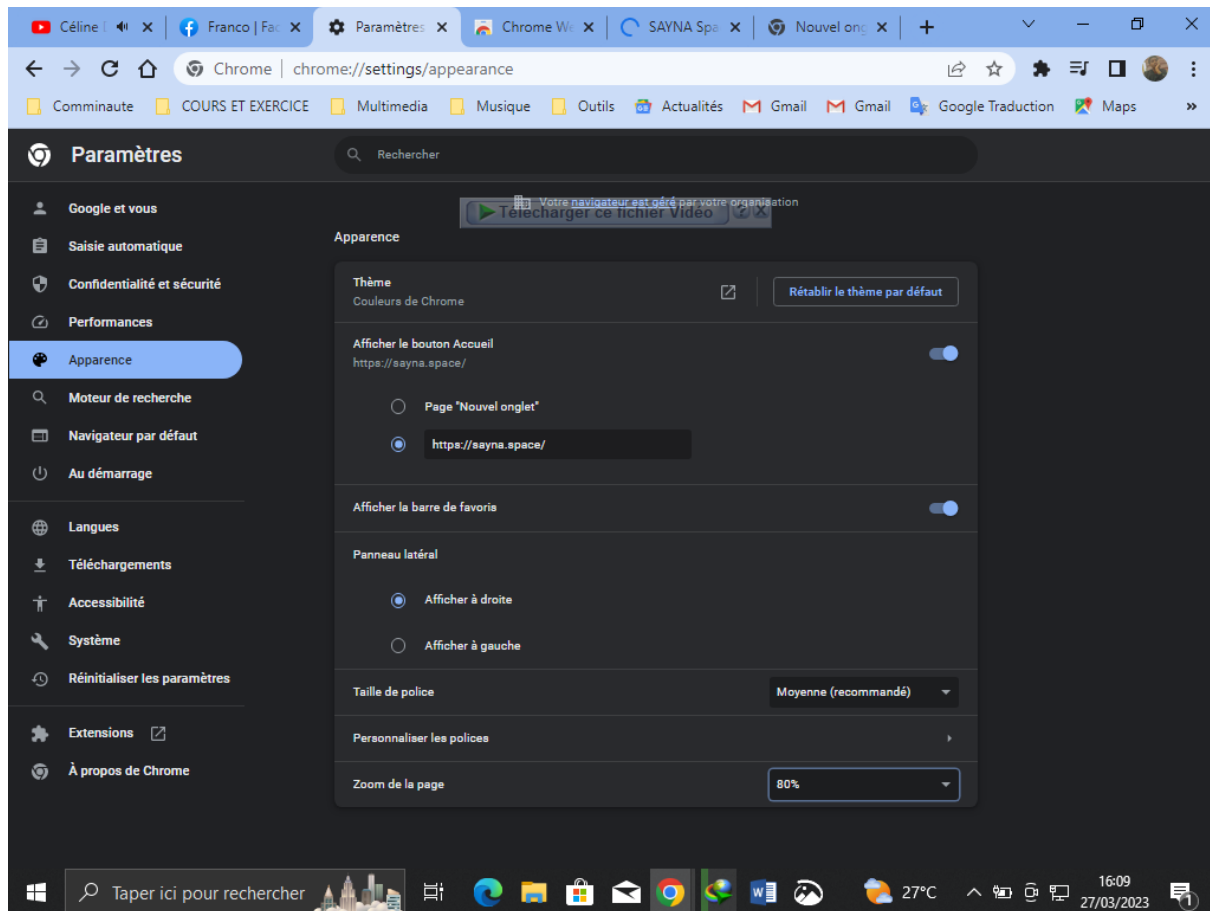 Céline D
Franco | Fac
Paramètres
Chrome We
SAYNA Spa
Nouvel ong
Chrome | chrome://settings/appearance
Comminaute
COURS ET EXERCICE
Multimedia
Musique
Outils
Actualités
Gmail
Gmail
Google Traduction
Maps
»
Paramètres
Rechercher
Votre navigateur est géré par votre organisation
Télécharger ce fichier Vidéo ? X
Google et vous
Saisie automatique
Confidentialité et sécurité
Performances
Apparence
Moteur de recherche
Navigateur par défaut
Au démarrage
Langues
Téléchargements
Accessibilité
Système
Réinitialiser les paramètres
Extensions
À propos de Chrome
Apparence
Thème
Couleurs de Chrome
Rétablir le thème par défaut
Afficher le bouton Accueil
https://sayna.space/
Page "Nouvel onglet"
https://sayna.space/
Afficher la barre de favoris
Panneau latéral
Afficher à droite
Afficher à gauche
Taille de police
Moyenne (recommandé)
Personnaliser les polices
Zoom de la page
80%
Taper ici pour rechercher
27°C
16:09
27/03/2023
1